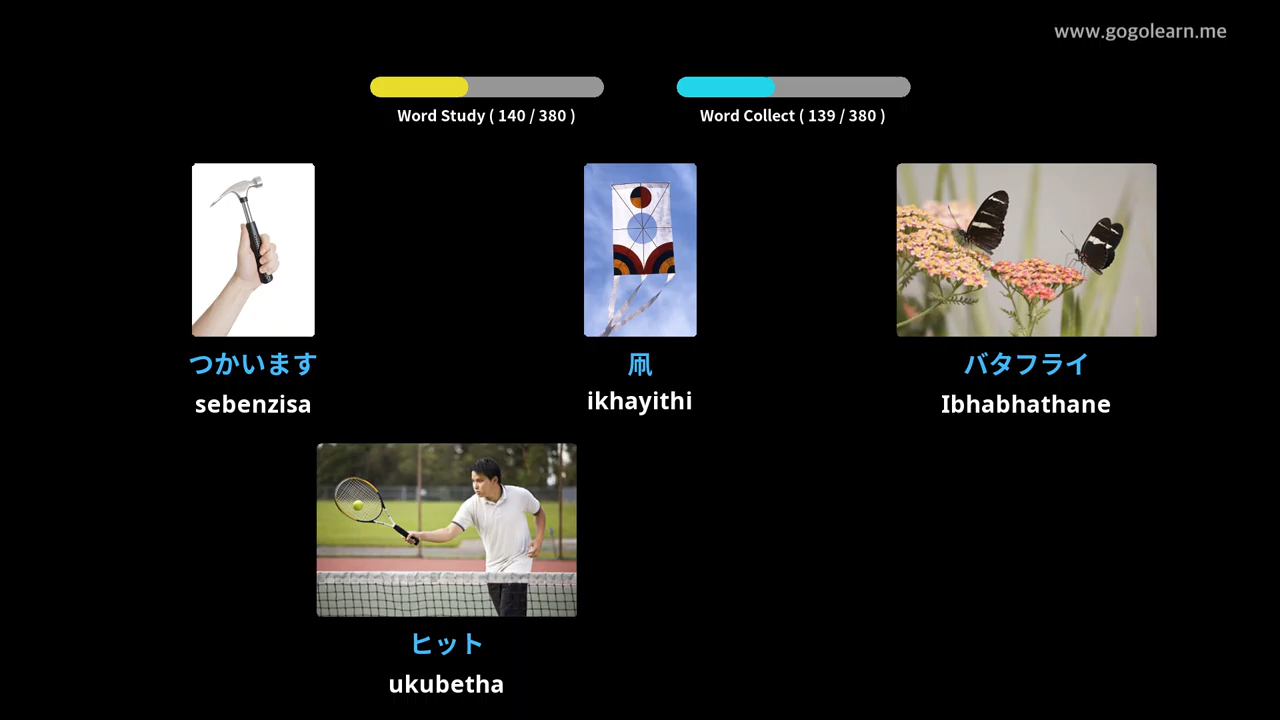 www.gogolearn.me
Word Study ( 140 / 380 )
Word Collect ( 139 / 380 )
つかいます
凧
バタフライ
sebenzisa
ikhayithi
Ibhabhathane
ヒット
ukubetha